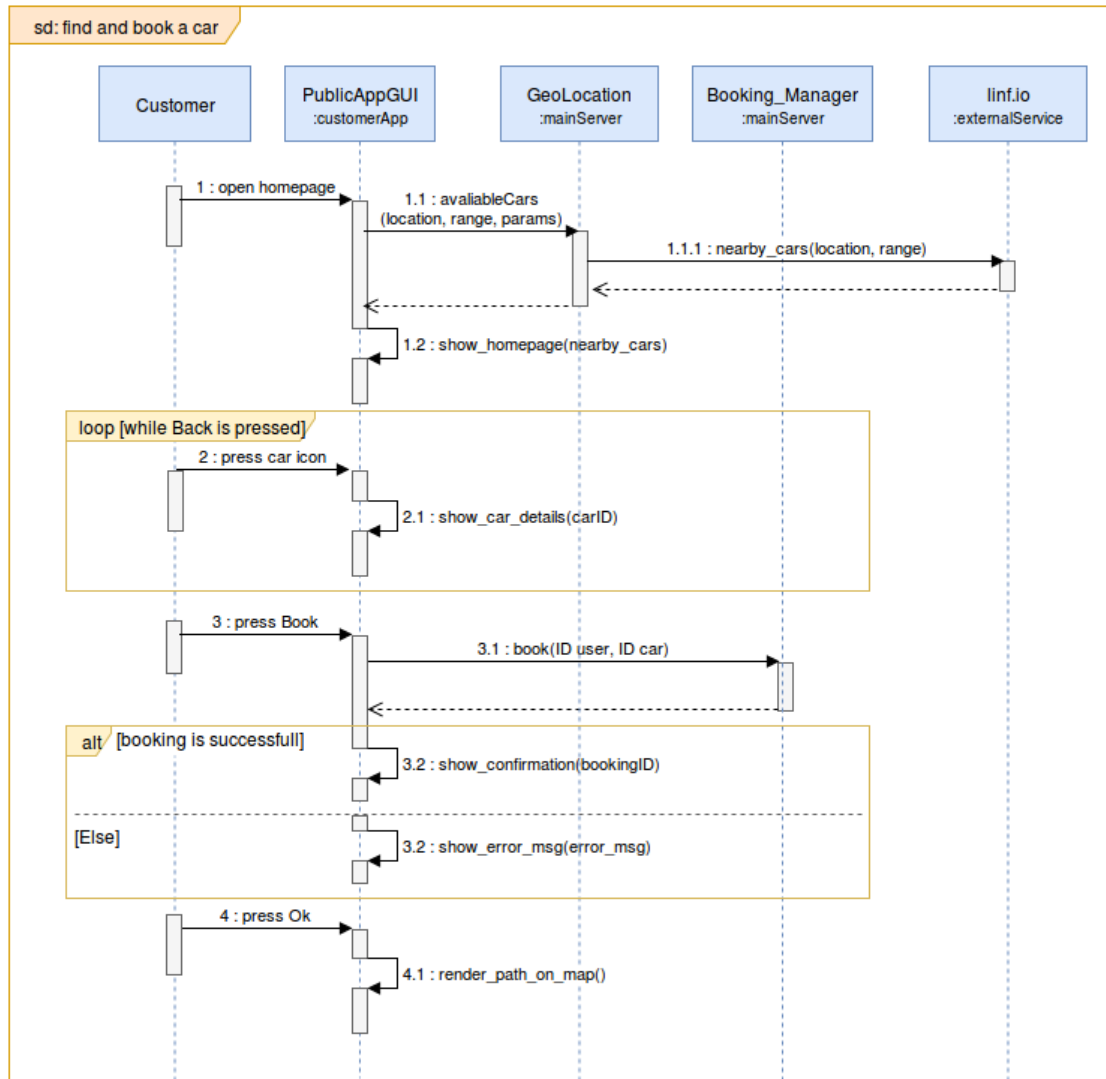 sd: find and book a car
Customer
PublicAppGUI
:customerApp
GeoLocation
:mainServer
Booking_Manager
:mainServer
linf.io
:externalService
1 : open homepage
1.1 : avaliableCars
(location, range, params)
1.1.1 : nearby_cars(location, range)
1.2 : show_homepage(nearby_cars)
loop [while Back is pressed]
2 : press car icon
2.1 : show_car_details(carID)
3 : press Book
3.1 : book(ID user, ID car)
alt [booking is successfull]
3.2 : show_confirmation(bookingID)
[Else]
3.2 : show_error_msg(error_msg)
4 : press Ok
4.1 : render_path_on_map()